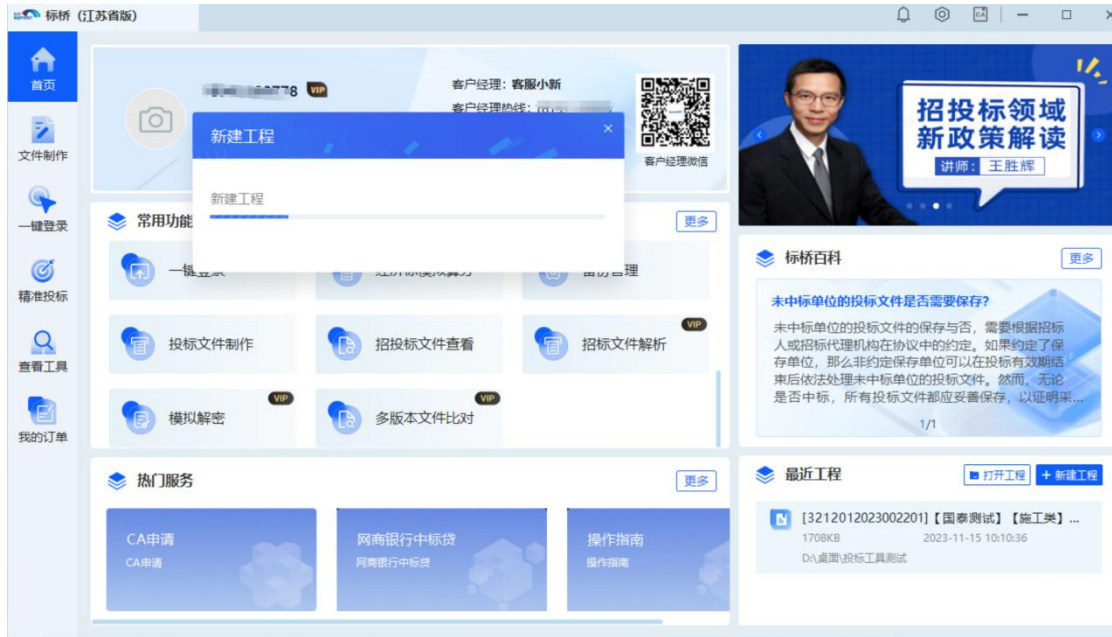 标桥 (江苏省版)
CA
首页
文件制作
一键登录
精准投标
查看工具
我的订单
778
VIP
客户经理：客服小新
客户经理热线：
客户经理微信
新建工程
新建工程
招投标领域
新政策解读
讲师： 王胜辉
常用功能
更多
一键登录
备份管理
投标文件制作
招投标文件查看
招标文件解析
VIP
模拟解密
VIP
多版本文件比对
VIP
标桥百科
更多
未中标单位的投标文件是否需要保存?
未中标单位的投标文件的保存与否，需要根据招标
人或招标代理机构在协议中的约定。如果约定了保
存单位，那么非约定保存单位可以在投标有效期结
束后依法处理未中标单位的投标文件。然而，无论
是否中标，所有投标文件都应妥善保存，以证明采...
1/1
热门服务
更多
CA申请
CA申请
网商银行中标贷
网商银行中标贷
操作指南
操作指南
最近工程
打开工程
+ 新建工程
[3212012023002201]【国泰测试】【施工类】...
1708KB
2023-11-15 10:10:36
D:\桌面\投标工具测试